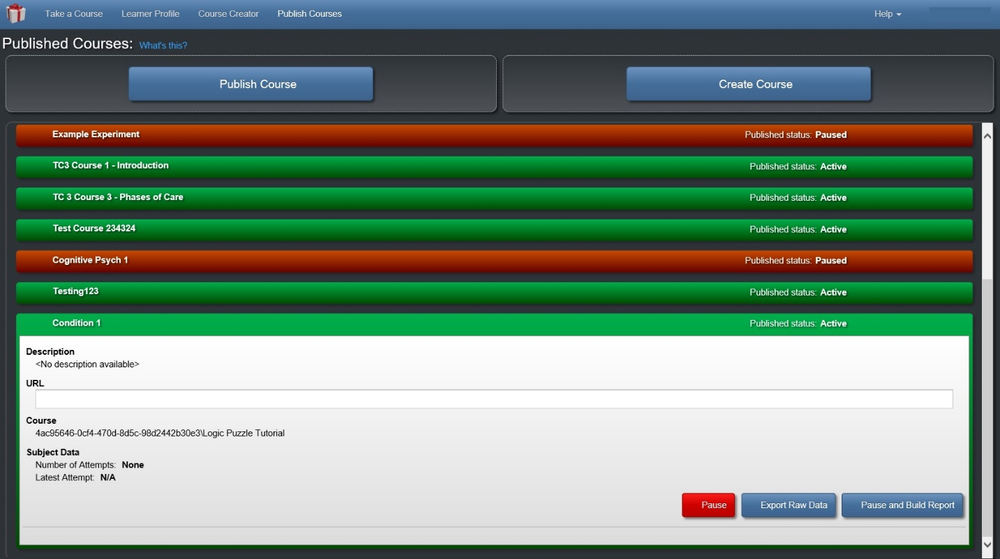 Take a Course Learner Profile Course Creator Publish Courses Help
Published Courses: What's this?
Publish Course Create Course
Example Experiment Published status: Paused
TC3 Course 1 - Introduction Published status: Active
TC 3 Course 3 - Phases of Care Published status: Active
Test Course 234324 Published status: Active
Cognitive Psych 1 Published status: Paused
Testing123 Published status: Active
Condition 1 Published status: Active
Description
<No description available>
URL
Course
4ac95646-0cf4-470d-8d5c-98d2442b30e3\Logic Puzzle Tutorial
Subject Data
Number of Attempts: None
Latest Attempt: N/A
Pause Export Raw Data Pause and Build Report